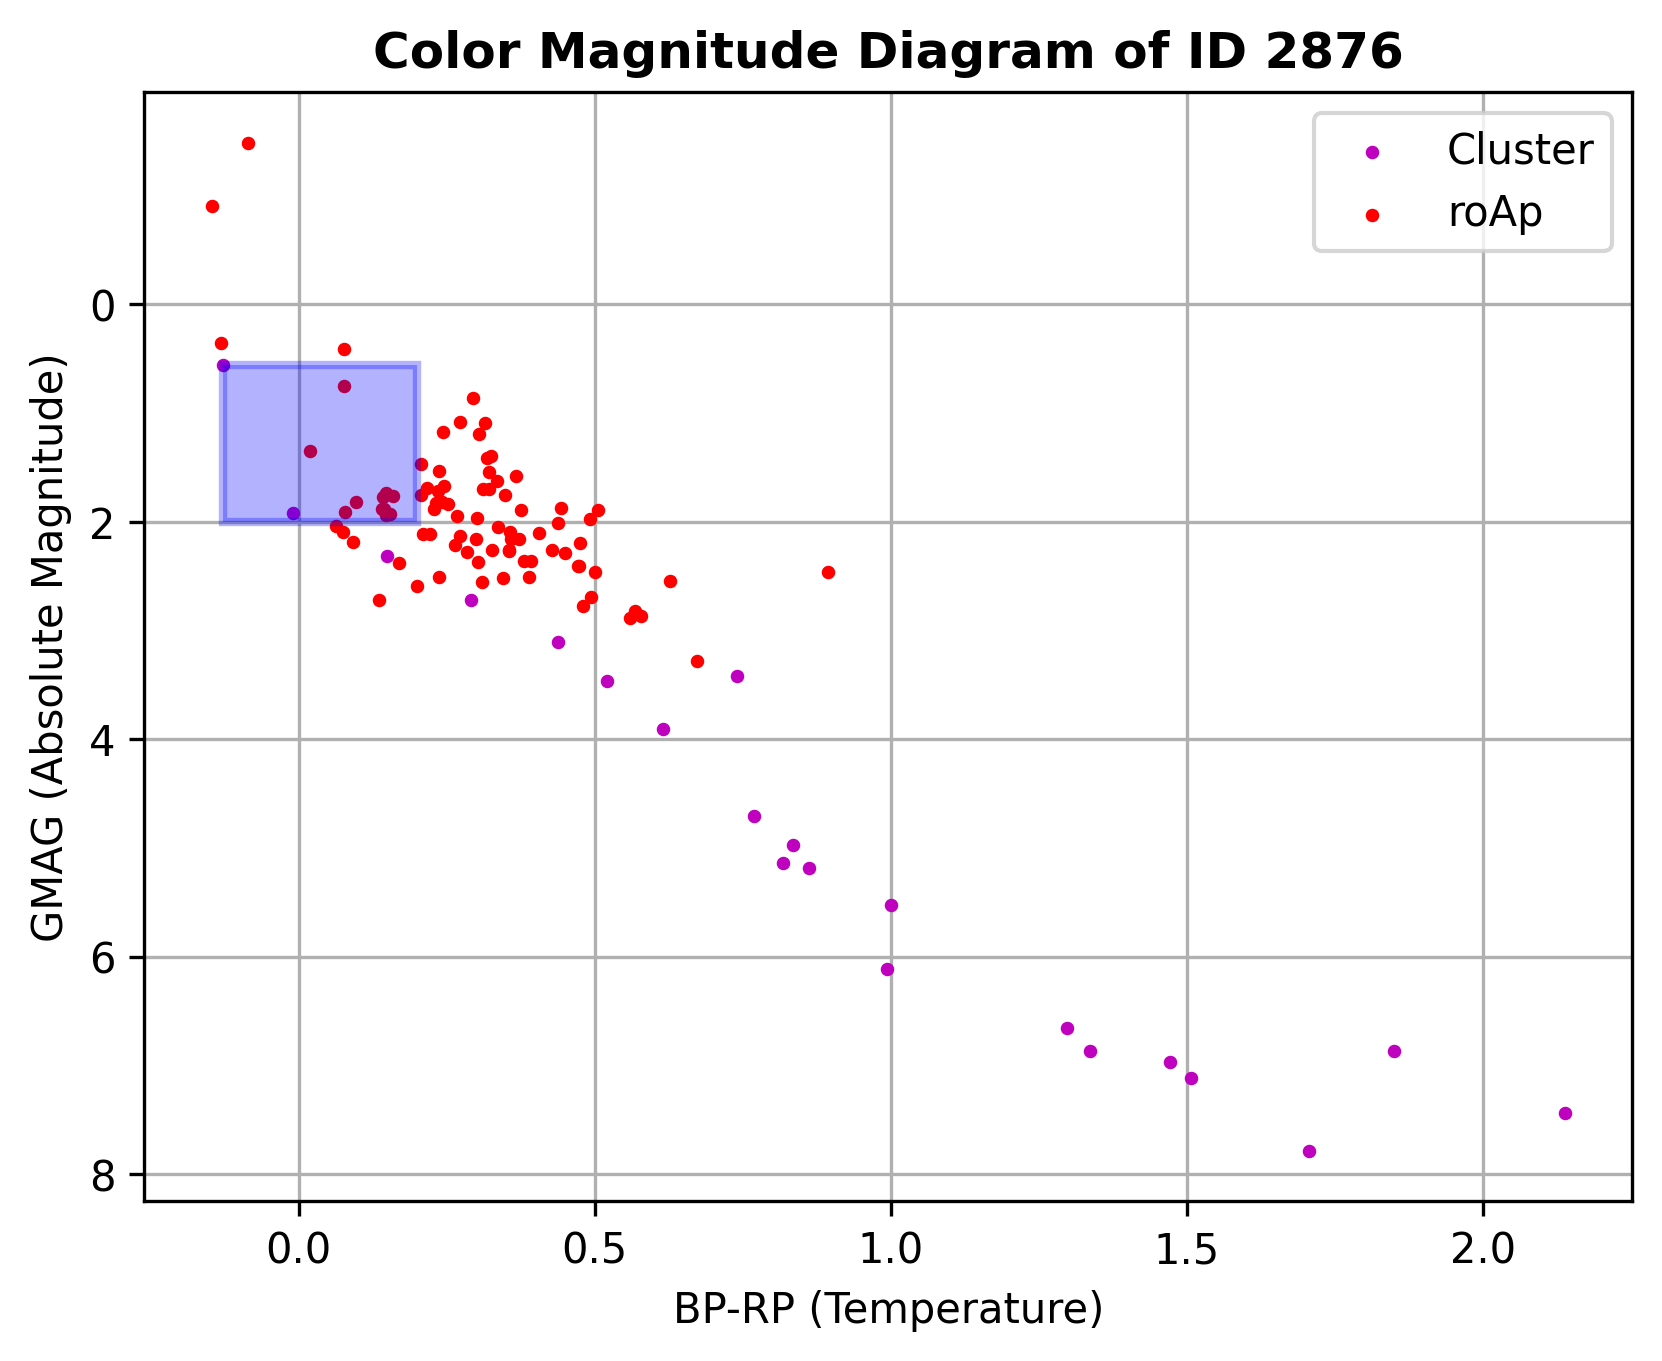 Color Magnitude Diagram of ID 2876
Cluster
roAp
GMAG (Absolute Magnitude)
0
2
4
6
8
0.0 0.5 1.0 1.5 2.0
BP-RP (Temperature)